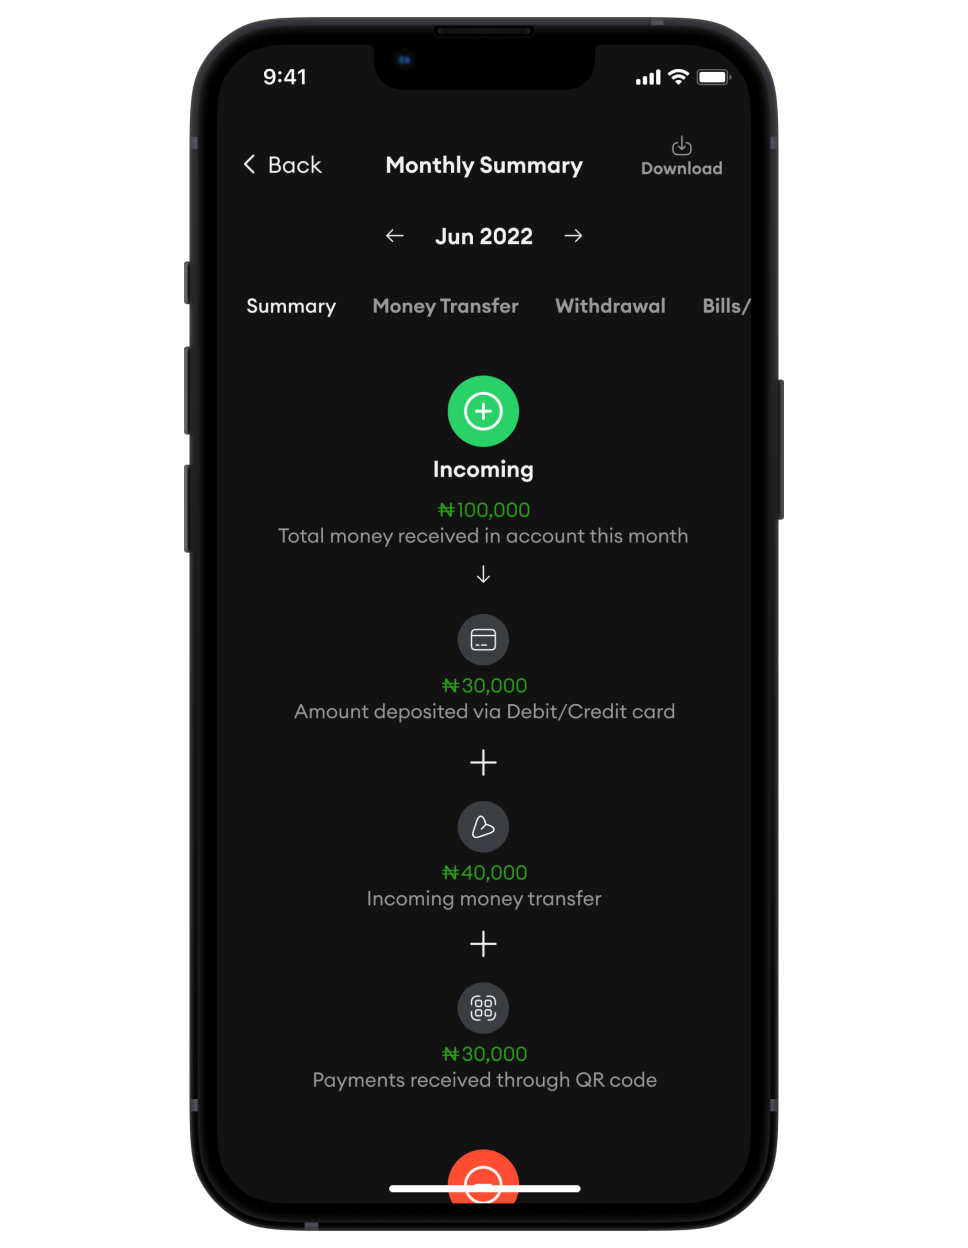 9:41
Back
Monthly Summary
Download
Jun 2022
Summary Money Transfer Withdrawal Bills/
Incoming
₦100,000
Total money received in account this month
₦30,000
Amount deposited via Debit/Credit card
₦40,000
Incoming money transfer
₦30,000
Payments received through QR code